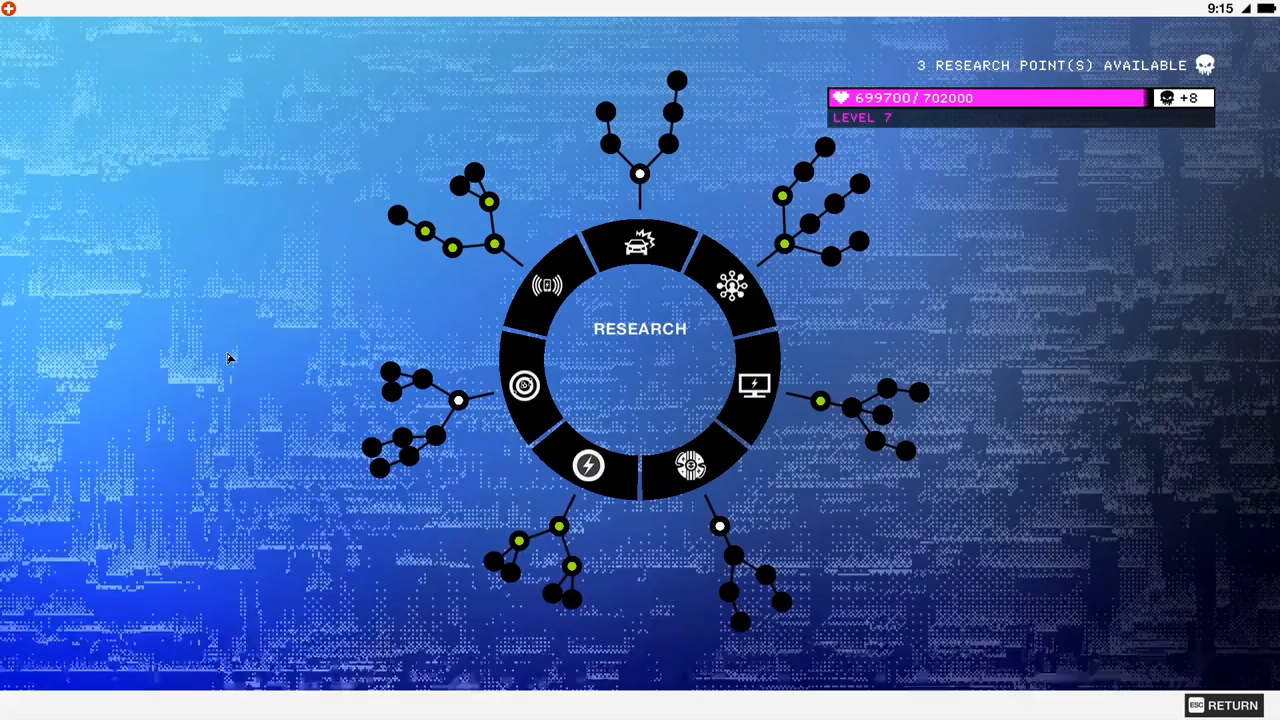 9:15
3 RESEARCH POINT(S) AVAILABLE
699700/702000
+8
LEVEL 7
RESEARCH
ESC RETURN